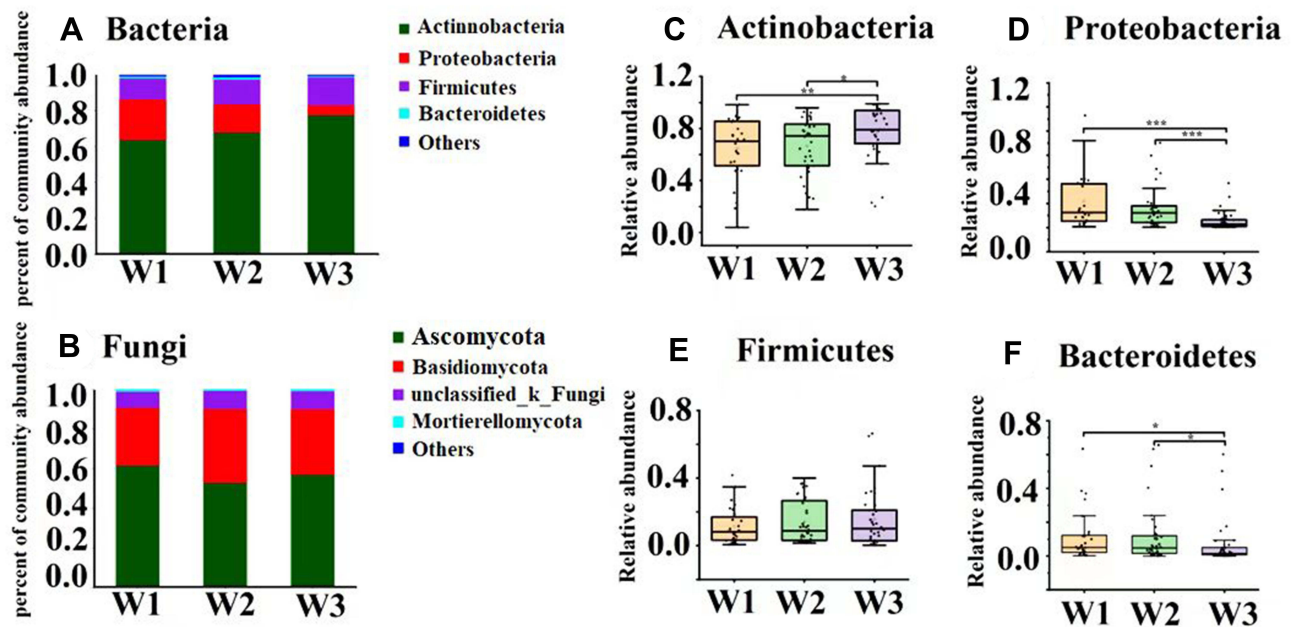 A Bacteria
percent of community abundance
1.0
0.8
0.6
0.4
0.2
0.0
W1 W2 W3
Actinnobacteria
Proteobacteria
Firmicutes
Bacteroidetes
Others
B Fungi
percent of community abundance
1.0
0.8
0.6
0.4
0.2
0.0
W1 W2 W3
Ascomycota
Basidiomycota
unclassified_k_Fungi
Mortierellomycota
Others
C Actinobacteria
Relative abundance
1.2
0.8
0.4
0.0
*
**
W1 W2 W3
D Proteobacteria
Relative abundance
1.2
0.8
0.4
0.0
***
***
W1 W2 W3
E Firmicutes
Relative abundance
0.8
0.4
0.0
W1 W2 W3
F Bacteroidetes
Relative abundance
0.8
0.4
0.0
*
*
W1 W2 W3